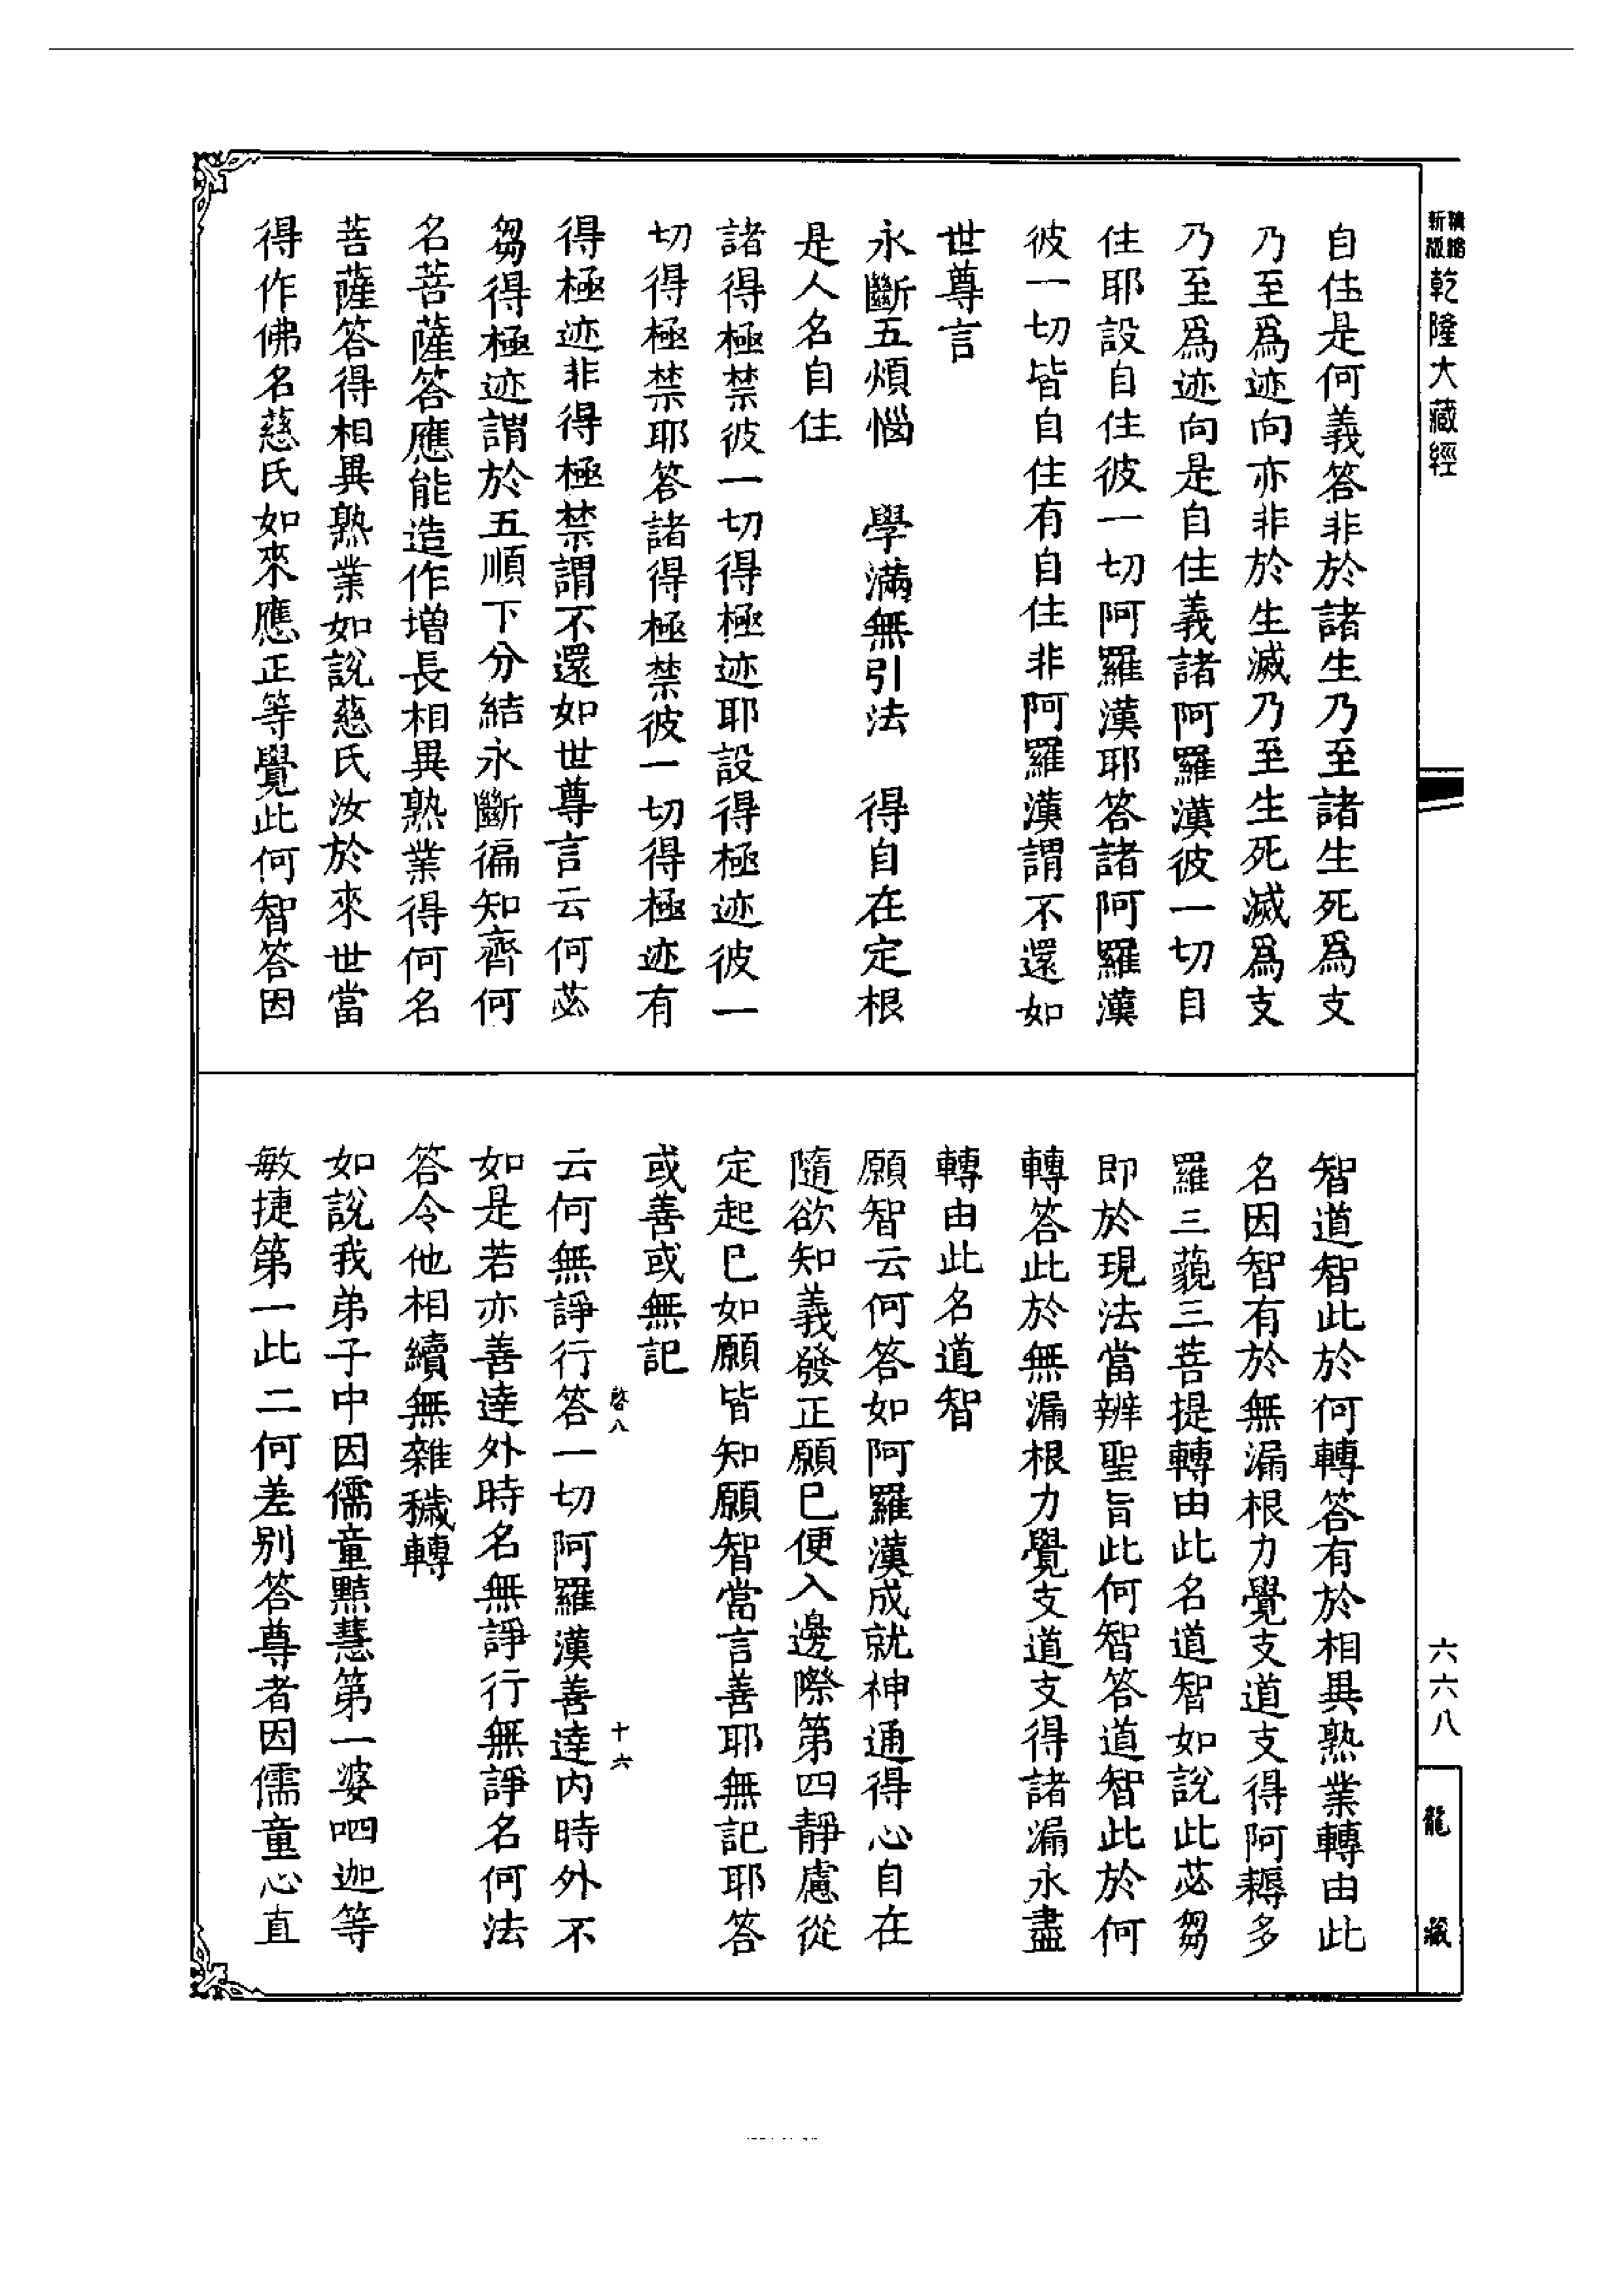 新版
縮
乾隆大藏經
自住是何義答非於諸生乃至諸生死為支
乃至為迹向亦非於生滅乃至生死滅為支
乃至為迹向是自住義諸阿羅漢彼一切自
住耶設自住彼一切阿羅漢耶答諸阿羅漢
彼一切皆自住有自住非阿羅漢謂不還如
世尊言
永斷五煩惱　學滿無引法　得自在定根
是人名自住
諸得極禁彼一切得極迹耶設得極迹彼一
切得極禁耶答諸得極禁彼一切得極迹有
得極迹非得極禁謂不還如世尊言云何苾
芻得極迹謂於五順下分結永斷徧知齊何
名菩薩答應能造作增長相異熟業得何名
菩薩答得相異熟業如說慈氏汝於來世當
得作佛名慈氏如來應正等覺此何智答因
智道智此於何轉答有於相異熟業轉由此
名因智有於無漏根力覺支道支得阿耨多
羅三藐三菩提轉由此名道智如說此苾芻
即於現法當辨聖旨此何智答道智此於何
轉答此於無漏根力覺支道支得諸漏永盡
轉由此名道智
願智云何答如阿羅漢成就神通得心自在
隨欲知義發正願已便入邊際第四靜慮從
定起已如願皆知願智當言善耶無記耶答
或善或無記
啓八
十六
云何無諍行答一切阿羅漢善達內時外不
如是若亦善達外時名無諍行無諍名何法
答令他相續無雜穢轉
如說我弟子中因儒童黠慧第一婆呬迦等
敏捷第一此二何差別答尊者因儒童心直
六六八
龍藏